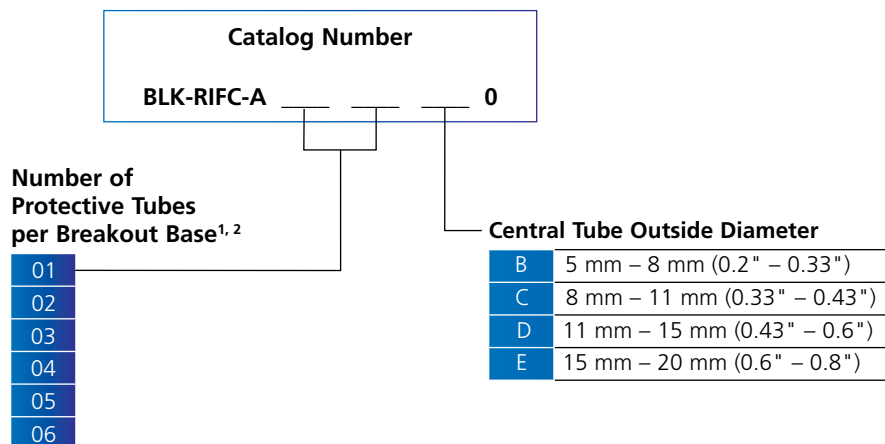 Catalog Number
BLK-RIFC-A ___ ___ ___ 0
Number of
Protective Tubes
per Breakout Base1, 2
01
02
03
04
05
06
Central Tube Outside Diameter
B 5 mm – 8 mm (0.2" – 0.33")
C 8 mm – 11 mm (0.33" – 0.43")
D 11 mm – 15 mm (0.43" – 0.6")
E 15 mm – 20 mm (0.6" – 0.8")